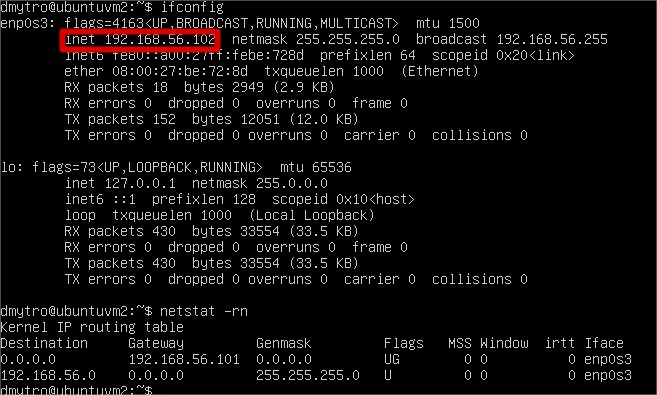 dmytro@ubuntuvm2:~$ ifconfig
enp0s3: flags=4163<UP,BROADCAST,RUNNING,MULTICAST>  mtu 1500
        inet 192.168.56.102  netmask 255.255.255.0  broadcast 192.168.56.255
        inet6 fe80::a00:27ff:febe:728d  prefixlen 64  scopeid 0x20<link>
        ether 08:00:27:be:72:8d  txqueuelen 1000  (Ethernet)
        RX packets 18  bytes 2949 (2.9 KB)
        RX errors 0  dropped 0  overruns 0  frame 0
        TX packets 152  bytes 12051 (12.0 KB)
        TX errors 0  dropped 0 overruns 0  carrier 0  collisions 0
lo: flags=73<UP,LOOPBACK,RUNNING>  mtu 65536
        inet 127.0.0.1  netmask 255.0.0.0
        inet6 ::1  prefixlen 128  scopeid 0x10<host>
        loop  txqueuelen 1000  (Local Loopback)
        RX packets 430  bytes 33554 (33.5 KB)
        RX errors 0  dropped 0  overruns 0  frame 0
        TX packets 430  bytes 33554 (33.5 KB)
        TX errors 0  dropped 0 overruns 0  carrier 0  collisions 0
dmytro@ubuntuvm2:~$ netstat -rn
Kernel IP routing table
Destination     Gateway         Genmask         Flags   MSS Window  irtt Iface
0.0.0.0         192.168.56.101  0.0.0.0         UG        0 0          0 enp0s3
192.168.56.0    0.0.0.0         255.255.255.0   U         0 0          0 enp0s3
dmytro@ubuntuvm2:~$